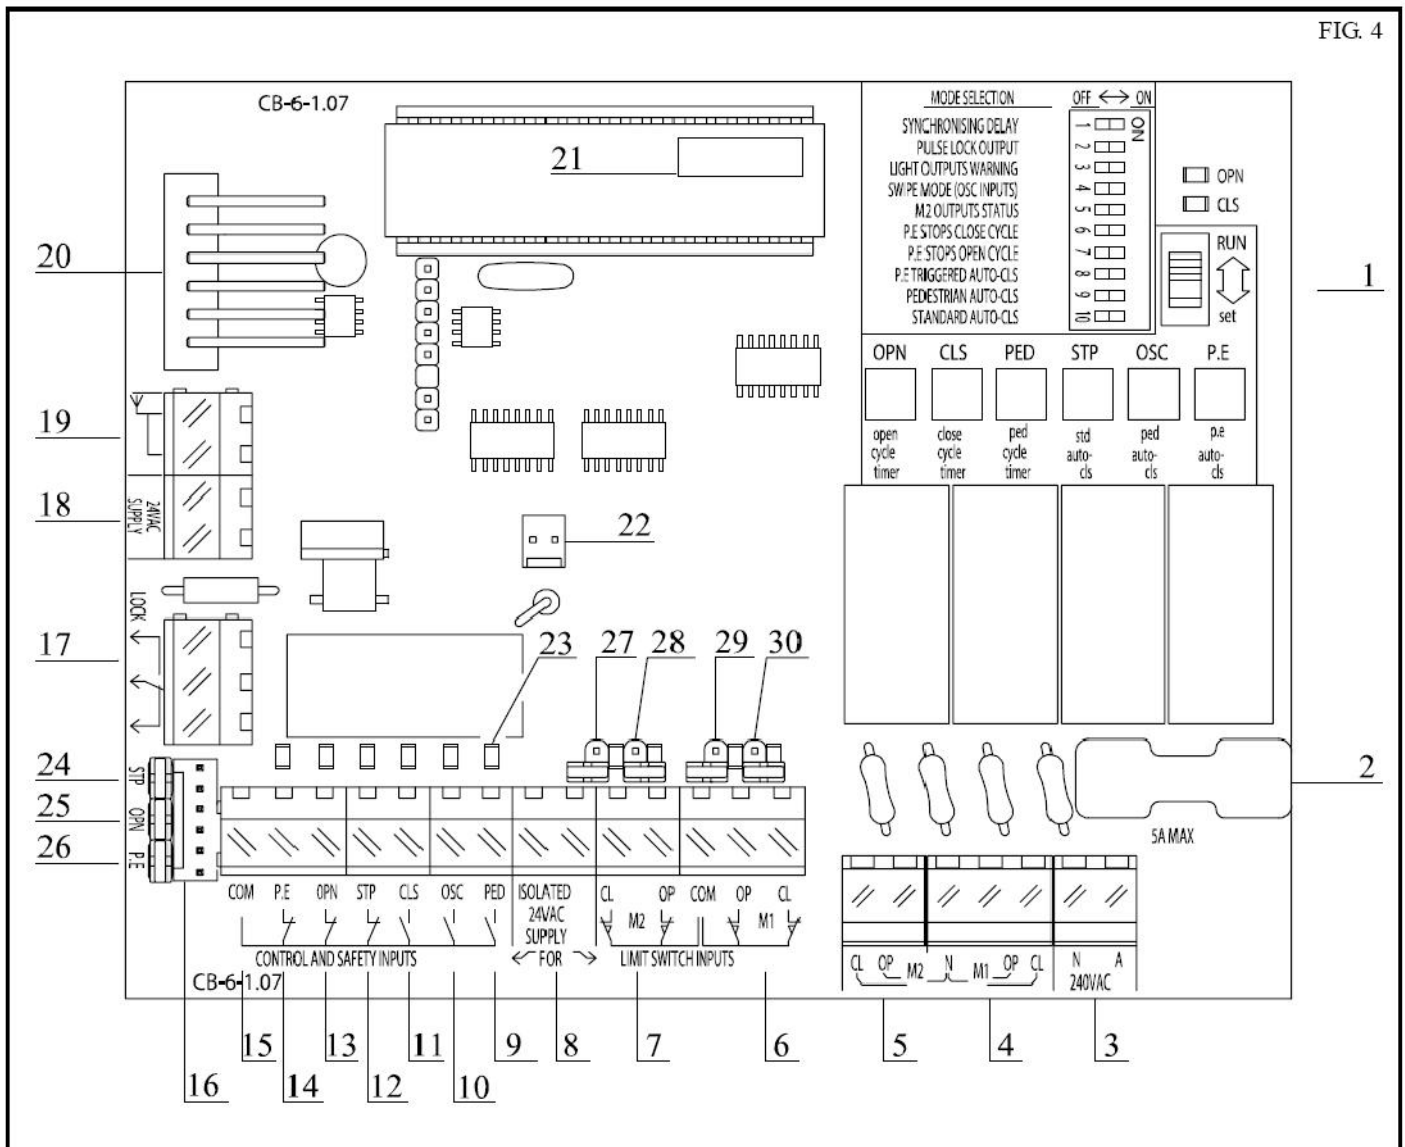 FIG. 4
CB-6-1.07
MODE SELECTION OFF ON
SYNCHRONISING DELAY 1 ON
PULSE LOCK OUTPUT 2
LIGHT OUTPUTS WARNING 3
SWIPE MODE (OSC INPUTS) 4
M2 OUTPUTS STATUS 5
P.E STOPS CLOSE CYCLE 6
P.E STOPS OPEN CYCLE 7
P.E TRIGGERED AUTO-CLS 8
PEDESTRIAN AUTO-CLS 9
STANDARD AUTO-CLS 10
OPN
CLS
RUN
set
1
21
20
OPN CLS PED STP OSC P.E
open cycle timer
close cycle timer
ped cycle timer
std auto-cls
ped auto-cls
p.e auto-cls
19
18
24VAC SUPPLY
22
LOCK
17
23 27 28 29 30
24 STP
25 OPN
26 P.E
2
5A MAX
COM P.E OPN STP CLS OSC PED ISOLATED 24VAC SUPPLY FOR CL OP COM OP CL
M2 M1
CONTROL AND SAFETY INPUTS
LIMIT SWITCH INPUTS
CL OP M2 N M1 OP CL N A
240VAC
CB-6-1.07
15 13 11 9 8 7 6 5 4 3
16 14 12 10